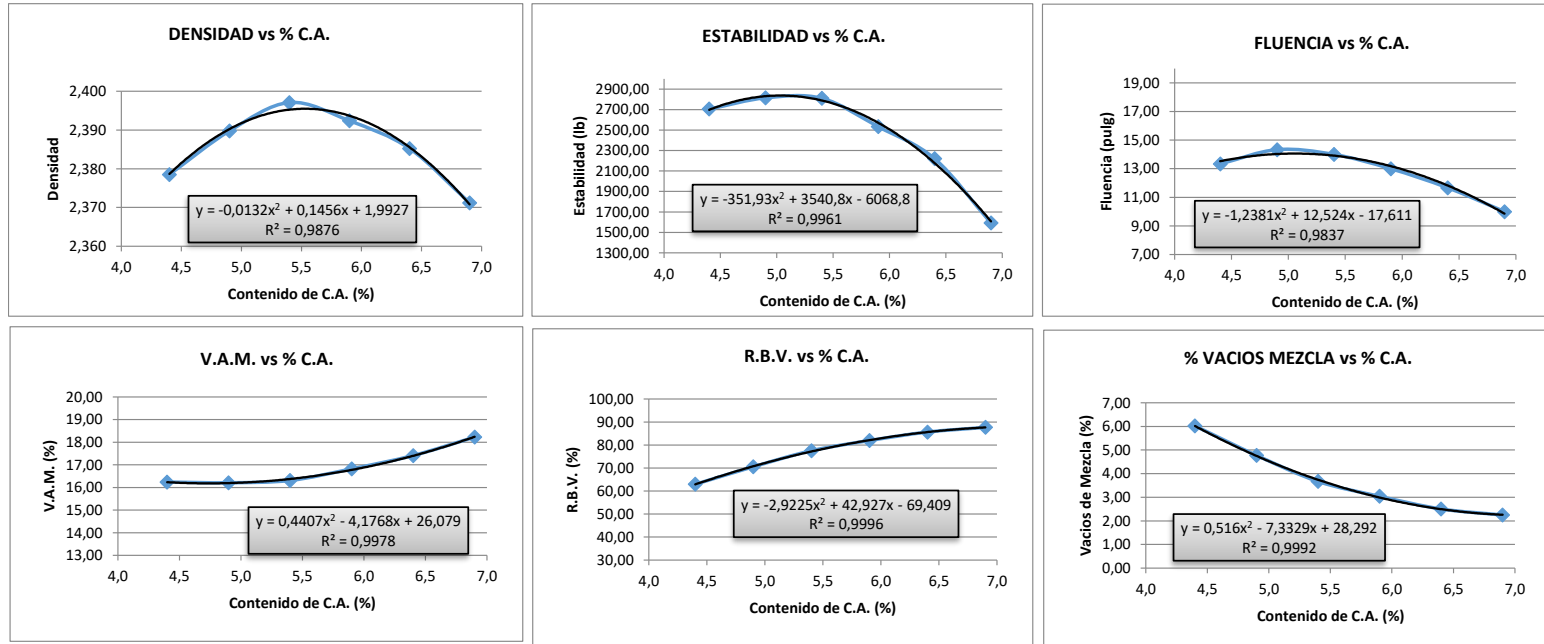 DENSIDAD vs % C.A.
Densidad
2,400
2,390
2,380
2,370
2,360
y = -0,0132x² + 0,1456x + 1,9927
R² = 0,9876
4,0 4,5 5,0 5,5 6,0 6,5 7,0
Contenido de C.A. (%)
ESTABILIDAD vs % C.A.
Estabilidad (lb)
2900,00
2700,00
2500,00
2300,00
2100,00
1900,00
1700,00
1500,00
1300,00
y = -351,93x² + 3540,8x - 6068,8
R² = 0,9961
4,0 4,5 5,0 5,5 6,0 6,5 7,0
Contenido de C.A. (%)
FLUENCIA vs % C.A.
Fluencia (pulg)
19,00
17,00
15,00
13,00
11,00
9,00
7,00
y = -1,2381x² + 12,524x - 17,611
R² = 0,9837
4,0 4,5 5,0 5,5 6,0 6,5 7,0
Contenido de C.A. (%)
V.A.M. vs % C.A.
V.A.M. (%)
20,00
19,00
18,00
17,00
16,00
15,00
14,00
13,00
y = 0,4407x² - 4,1768x + 26,079
R² = 0,9978
4,0 4,5 5,0 5,5 6,0 6,5 7,0
Contenido de C.A. (%)
R.B.V. vs % C.A.
R.B.V. (%)
100,00
90,00
80,00
70,00
60,00
50,00
40,00
30,00
y = -2,9225x² + 42,927x - 69,409
R² = 0,9996
4,0 4,5 5,0 5,5 6,0 6,5 7,0
Contenido de C.A. (%)
% VACIOS MEZCLA vs % C.A.
Vacios de Mezcla (%)
7,00
6,00
5,00
4,00
3,00
2,00
1,00
0,00
y = 0,516x² - 7,3329x + 28,292
R² = 0,9992
4,0 4,5 5,0 5,5 6,0 6,5 7,0
Contenido de C.A. (%)